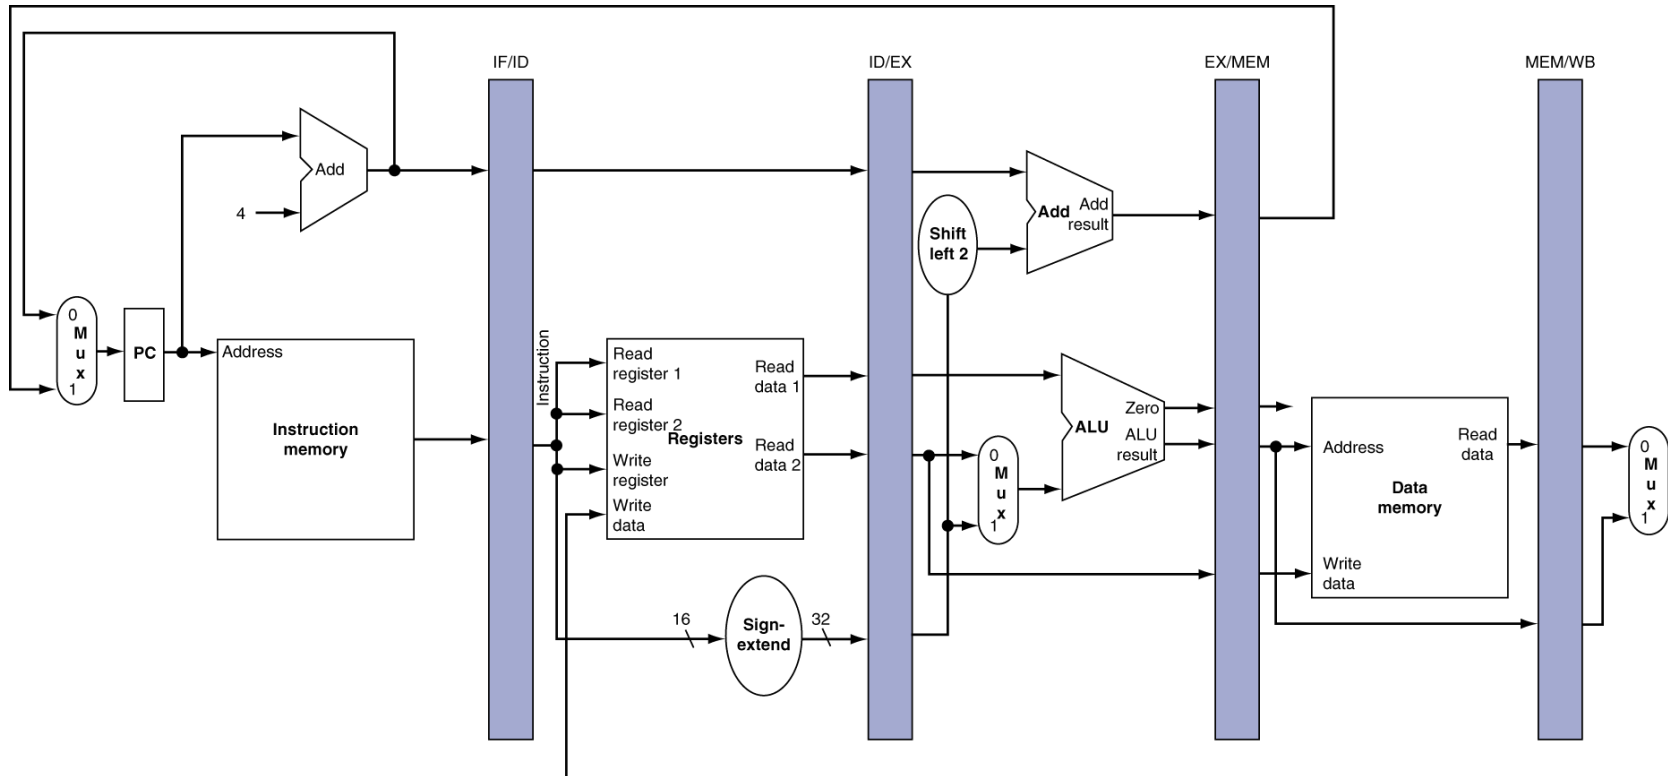 IF/ID
ID/EX
EX/MEM
MEM/WB
Add
4
0
M
u
x
1
PC
Address
Instruction
memory
Instruction
Read
register 1
Read
register 2
Registers
Write
register
Write
data
Read
data 1
Read
data 2
16
Sign-
extend
32
Shift
left 2
Add
Add
result
0
M
u
x
1
ALU
Zero
ALU
result
Address
Read
data
Data
memory
Write
data
0
M
u
x
1